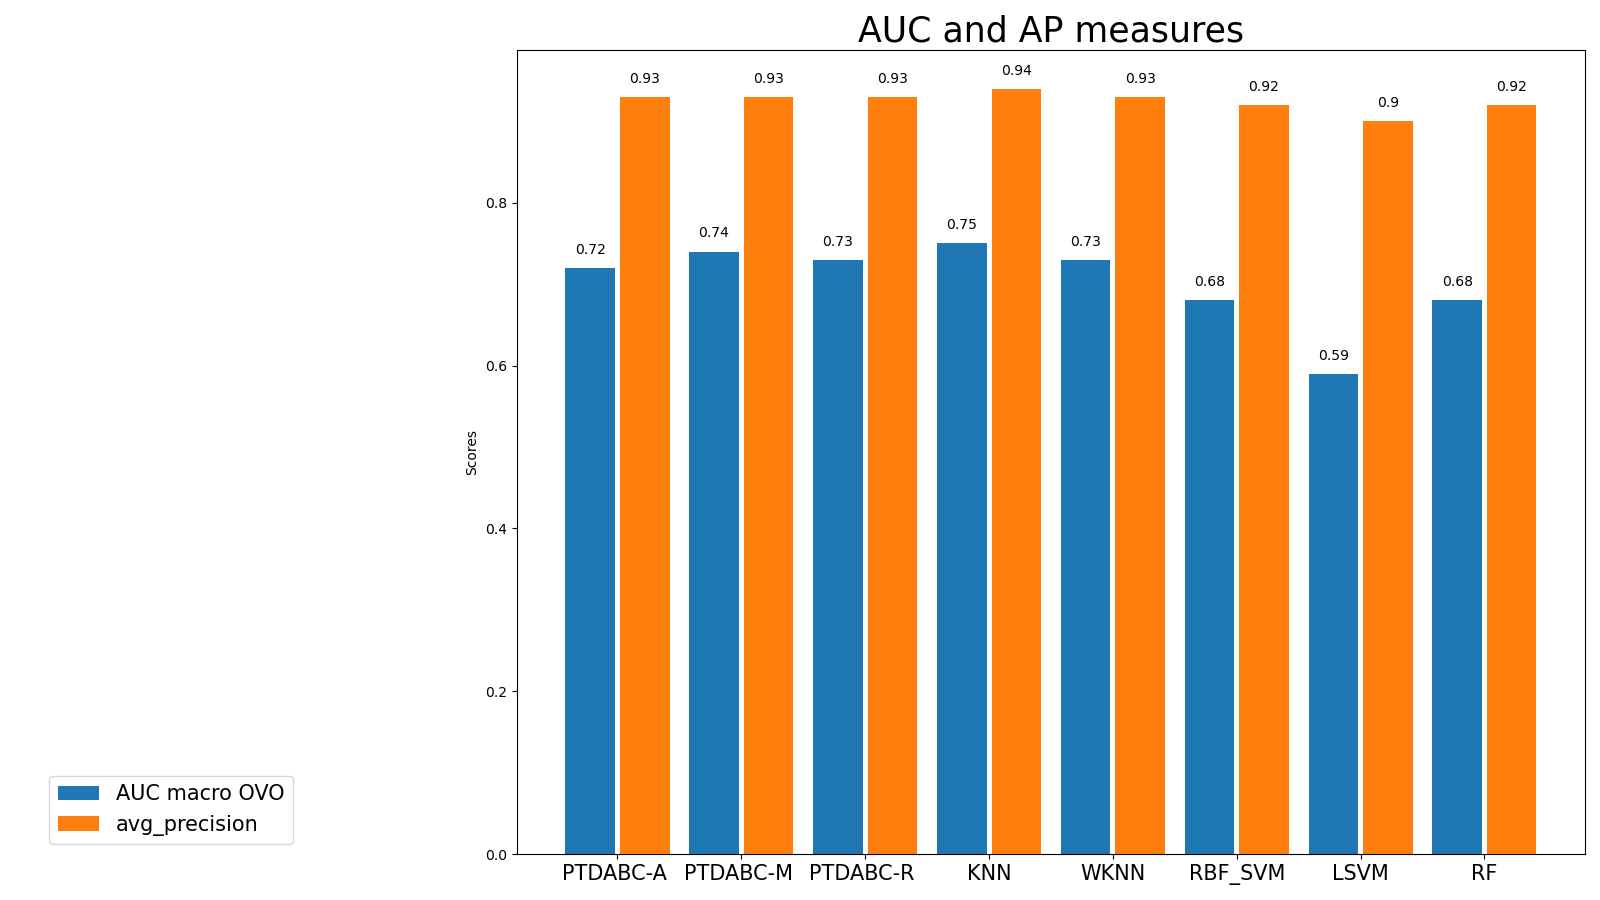 AUC and AP measures
0.93 0.93 0.93 0.94 0.93 0.92 0.9 0.92
0.72 0.74 0.73 0.75 0.73 0.68 0.59 0.68
0.8
0.6
0.4
0.2
0.0
Scores
PTDABC-A PTDABC-M PTDABC-R KNN WKNN RBF_SVM LSVM RF
AUC macro OVO
avg_precision